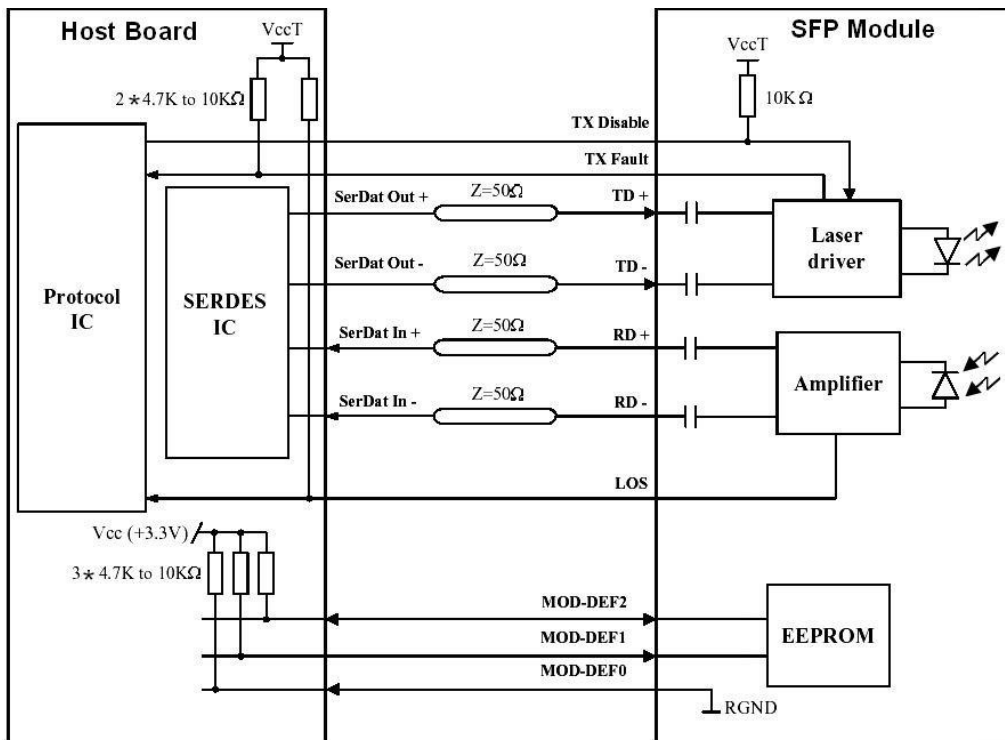 Host Board
SFP Module
VccT
VccT
2 * 4.7K to 10KΩ
10KΩ
TX Disable
TX Fault
SerDat Out +
Z=50Ω
TD +
SerDat Out -
Z=50Ω
TD -
Laser
driver
Protocol
IC
SERDES
IC
SerDat In +
Z=50Ω
RD +
SerDat In -
Z=50Ω
RD -
Amplifier
LOS
Vcc (+3.3V)
3 * 4.7K to 10KΩ
MOD-DEF2
MOD-DEF1
MOD-DEF0
EEPROM
RGND